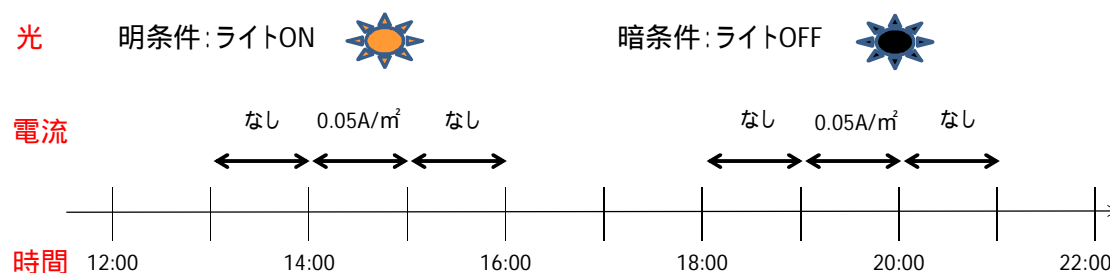 光 明条件:ライトON 暗条件:ライトOFF
電流 なし 0.05A/㎡ なし なし 0.05A/㎡ なし
時間 12:00 14:00 16:00 18:00 20:00 22:00